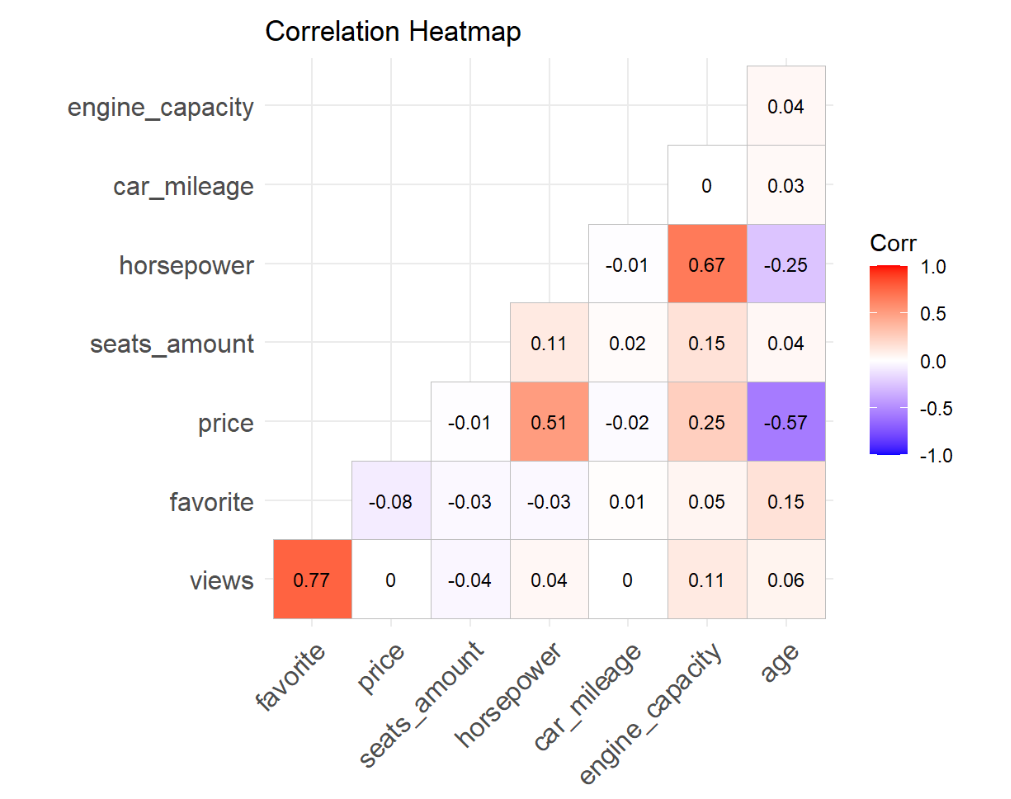 Correlation Heatmap
engine_capacity 0.04
car_mileage 0 0.03
horsepower -0.01 0.67 -0.25
seats_amount 0.11 0.02 0.15 0.04
price -0.01 0.51 -0.02 0.25 -0.57
favorite -0.08 -0.03 -0.03 0.01 0.05 0.15
views 0.77 0 -0.04 0.04 0 0.11 0.06
favorite
price
seats_amount
horsepower
car_mileage
engine_capacity
age
Corr
1.0
0.5
0.0
-0.5
-1.0